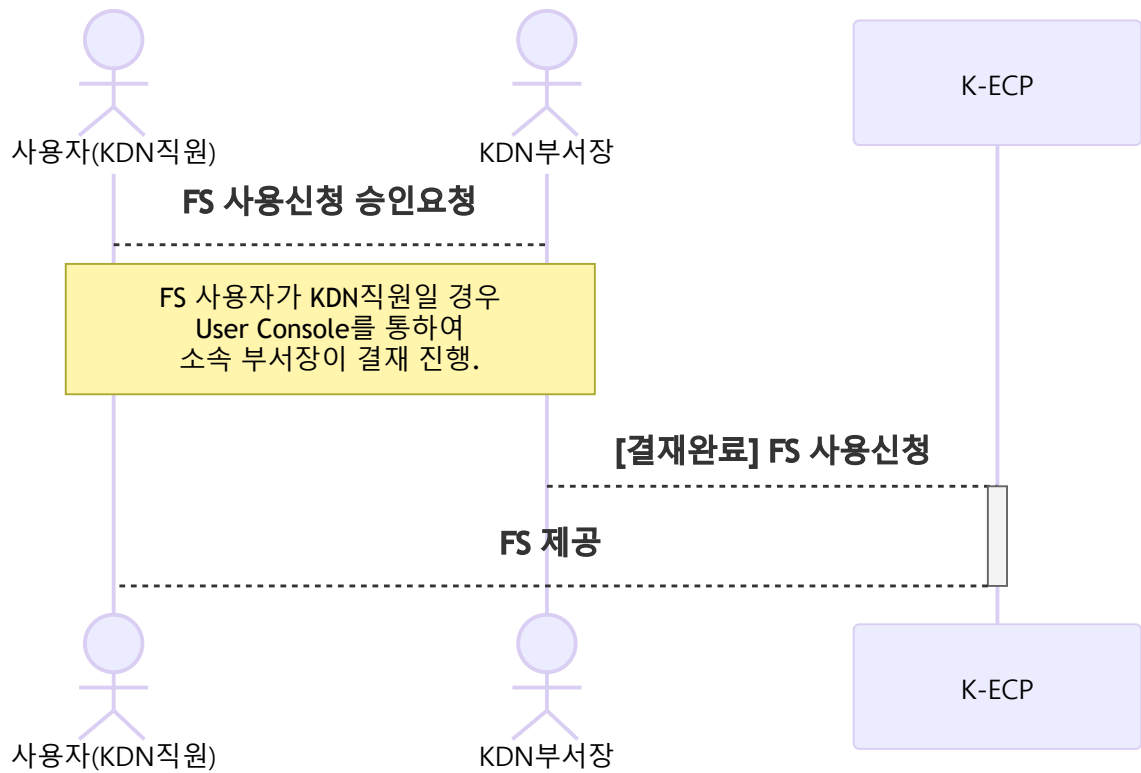 K-ECP
사용자(KDN직원)
KDN부서장
FS 사용신청 승인요청
FS 사용자가 KDN직원일 경우
User Console를 통하여
소속 부서장이 결재 진행.
[결재완료] FS 사용신청
FS 제공
K-ECP
사용자(KDN직원)
KDN부서장